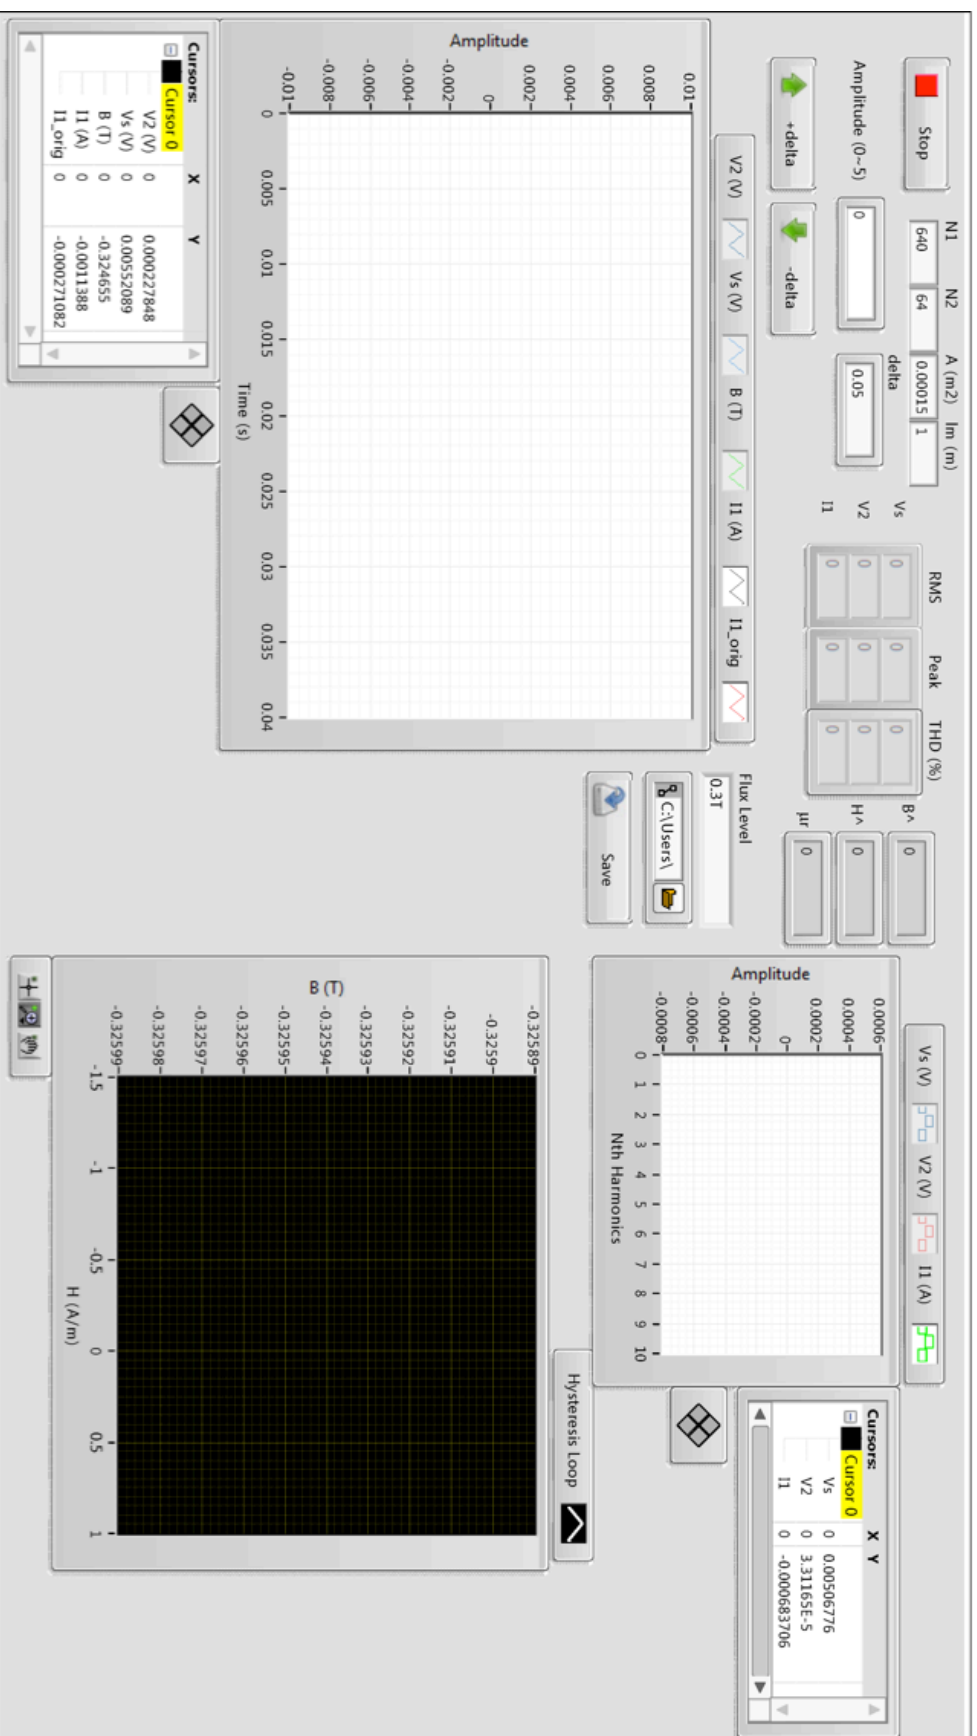 Stop
N1 N2 A (m2) lm (m)
640 64 0.00015 1
Amplitude (0~5) delta
0 0.05
+delta -delta
RMS Peak THD (%)
Vs 0 0 0
V2 0 0 0
I1 0 0 0
B^ 0
H^ 0
μr 0
V2 (V) Vs (V) B (T) I1 (A) I1_orig
Amplitude
0.01
0.008
0.006
0.004
0.002
0
-0.002
-0.004
-0.006
-0.008
-0.01
0 0.005 0.01 0.015 0.02 0.025 0.03 0.035 0.04
Time (s)
Cursors: X Y
Cursor 0
V2 (V) 0 0.000227848
Vs (V) 0 0.00552089
B (T) 0 -0.324655
I1 (A) 0 -0.0011388
I1_orig 0 -0.000271082
Flux Level
0.3T
C:\Users\
Save
Vs (V) V2 (V) I1 (A)
Amplitude
0.0006
0.0004
0.0002
0
-0.0002
-0.0004
-0.0006
-0.0008
0 1 2 3 4 5 6 7 8 9 10
Nth Harmonics
Cursors: X Y
Cursor 0
Vs 0 0.00506776
V2 0 3.31165E-5
I1 0 -0.000683706
Hysteresis Loop
B (T)
-0.32589
-0.3259
-0.32591
-0.32592
-0.32593
-0.32594
-0.32595
-0.32596
-0.32597
-0.32598
-0.32599
-1.5 -1 -0.5 0 0.5 1
H (A/m)